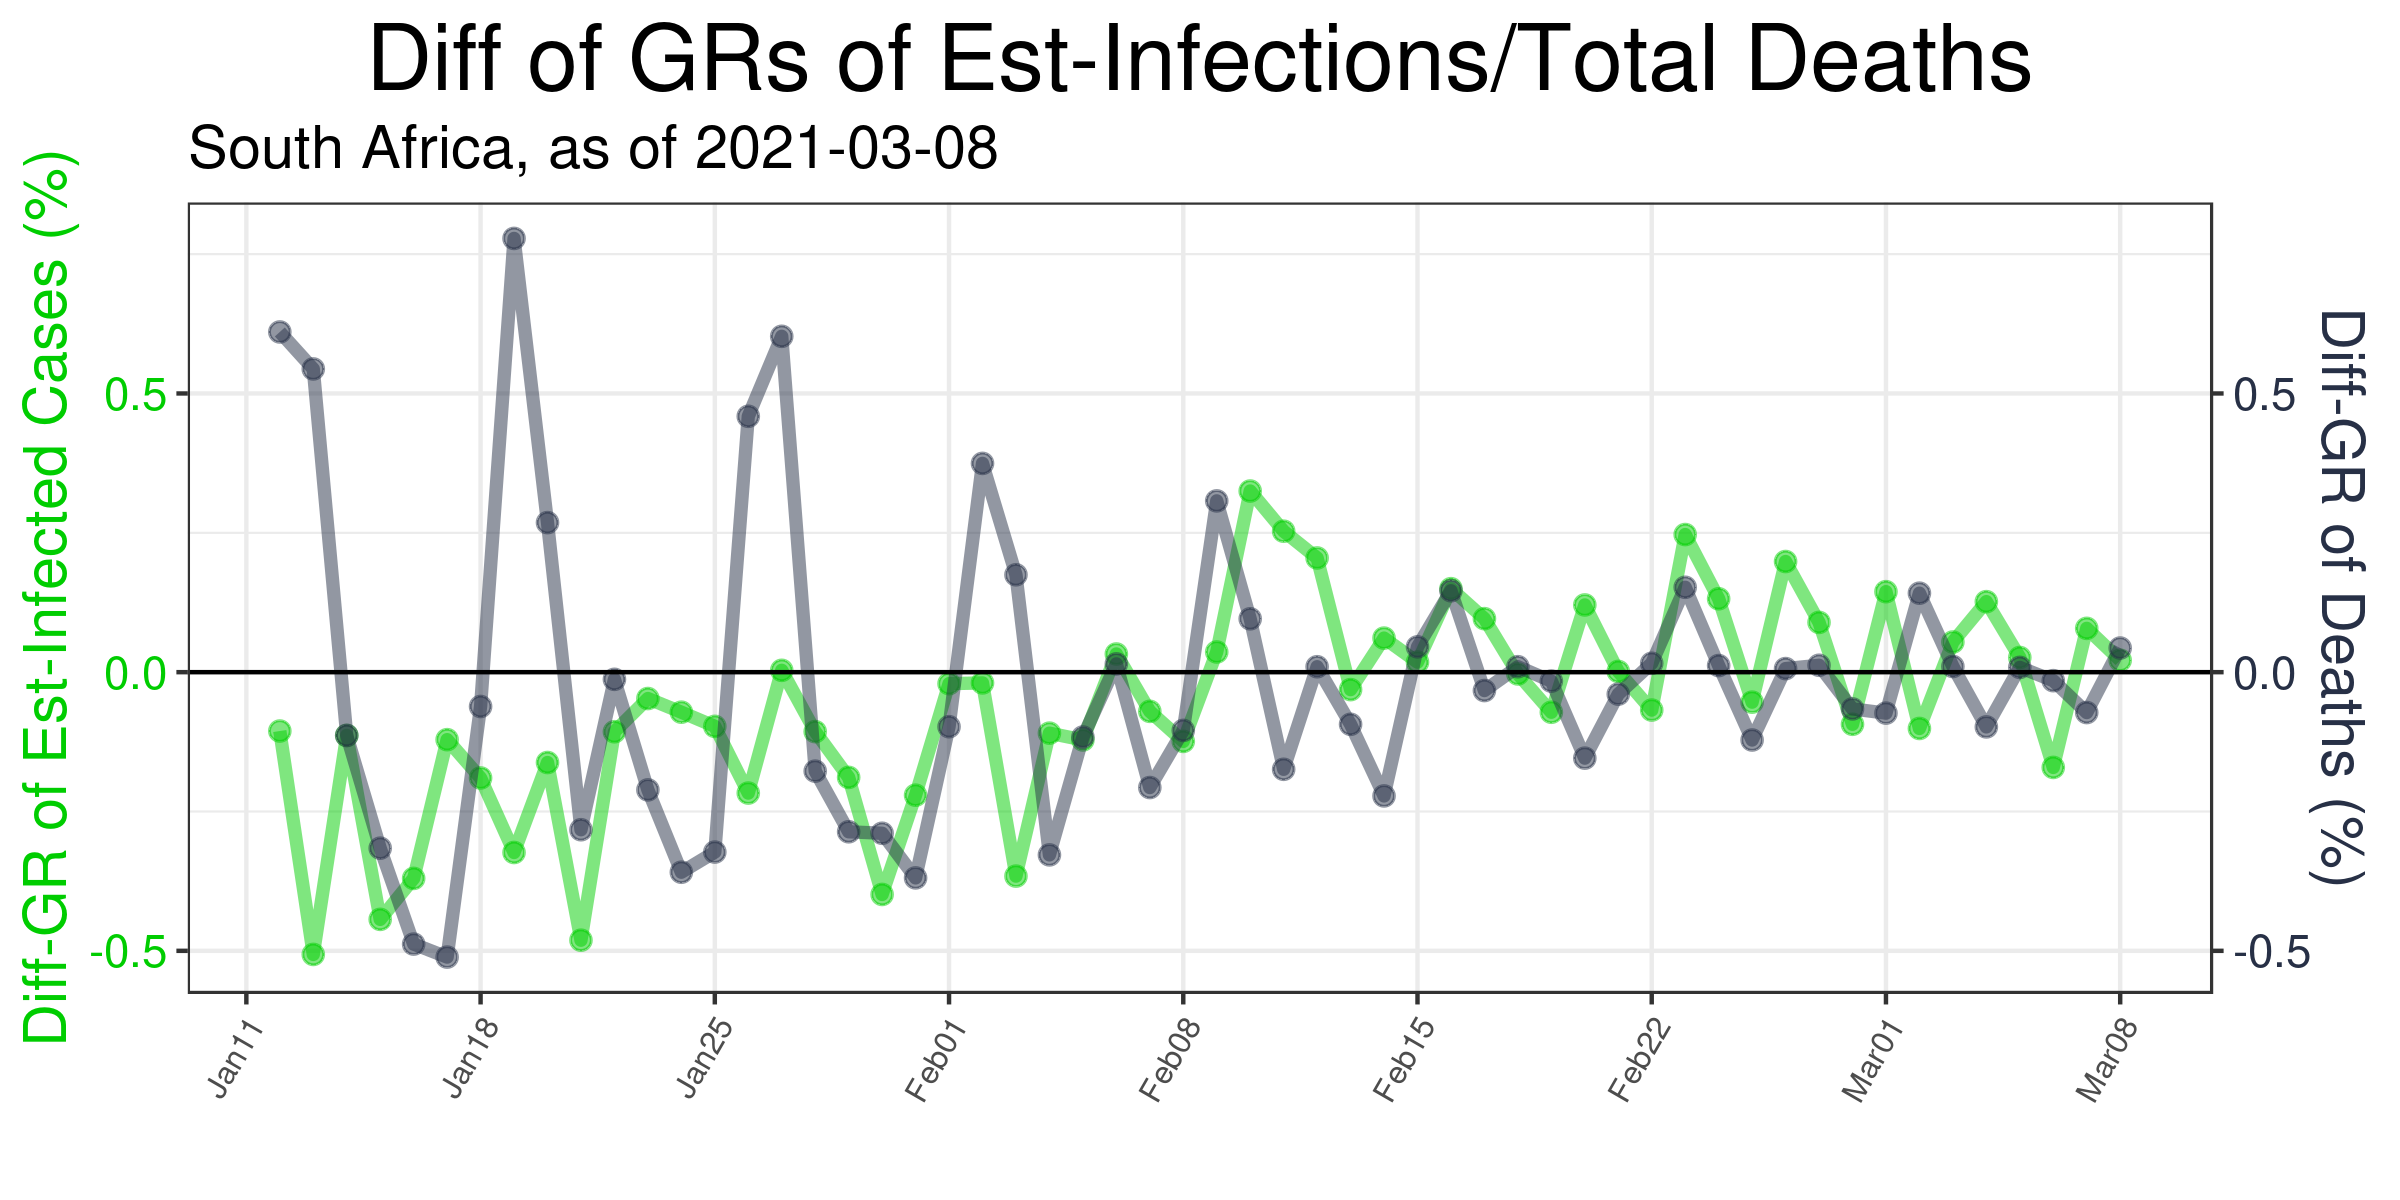 Diff of GRs of Est-Infections/Total Deaths
South Africa, as of 2021-03-08
Diff-GR of Est-Infected Cases (%)
0.5
0.0
-0.5
0.5
0.0
-0.5
Diff-GR of Deaths (%)
Jan11
Jan18
Jan25
Feb01
Feb08
Feb15
Feb22
Mar01
Mar08